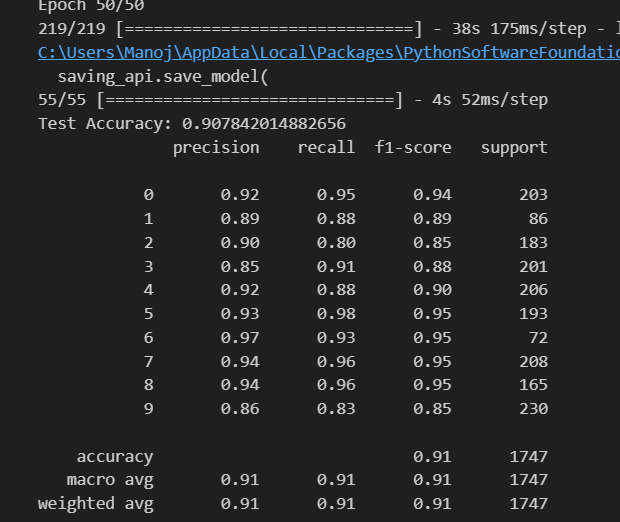 Epoch 50/50
219/219 [==============================] - 38s 175ms/step -
C:\Users\Manoj\AppData\Local\Packages\PythonSoftwareFoundatio
saving_api.save_model(
55/55 [==============================] - 4s 52ms/step
Test Accuracy: 0.907842014882656
precision recall f1-score support
0 0.92 0.95 0.94 203
1 0.89 0.88 0.89 86
2 0.90 0.80 0.85 183
3 0.85 0.91 0.88 201
4 0.92 0.88 0.90 206
5 0.93 0.98 0.95 193
6 0.97 0.93 0.95 72
7 0.94 0.96 0.95 208
8 0.94 0.96 0.95 165
9 0.86 0.83 0.85 230
accuracy 0.91 1747
macro avg 0.91 0.91 0.91 1747
weighted avg 0.91 0.91 0.91 1747